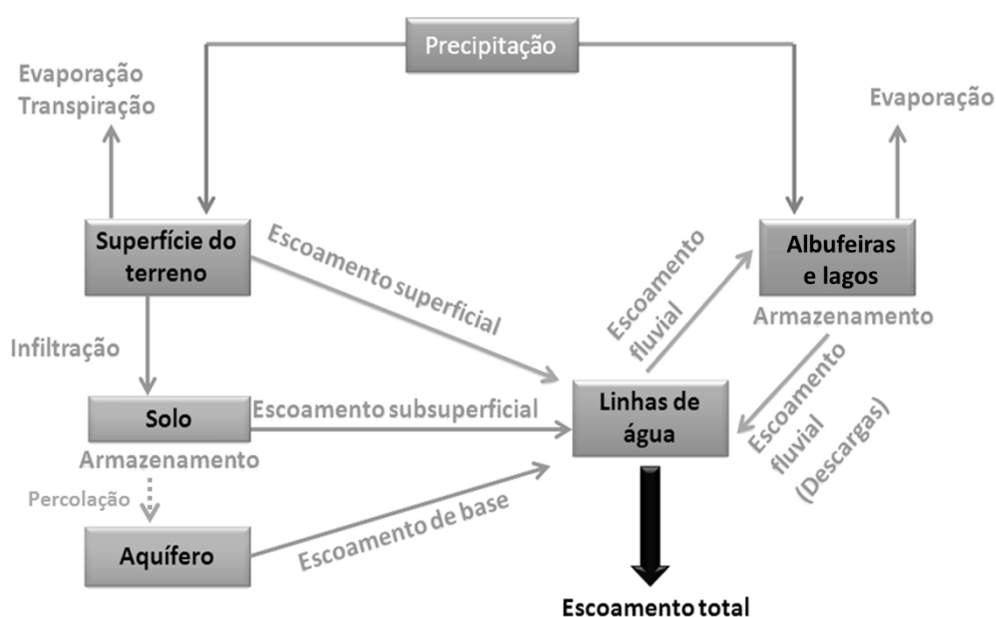 Precipitação
Evaporação
Transpiração
Evaporação
Superfície do
terreno
Escoamento superficial
Escoamento
fluvial
Albufeiras
e lagos
Armazenamento
Infiltração
Escoamento
fluvial
(Descargas)
Solo
Escoamento subsuperficial
Linhas de
água
Armazenamento
Percolação
Aquífero
Escoamento de base
Escoamento total